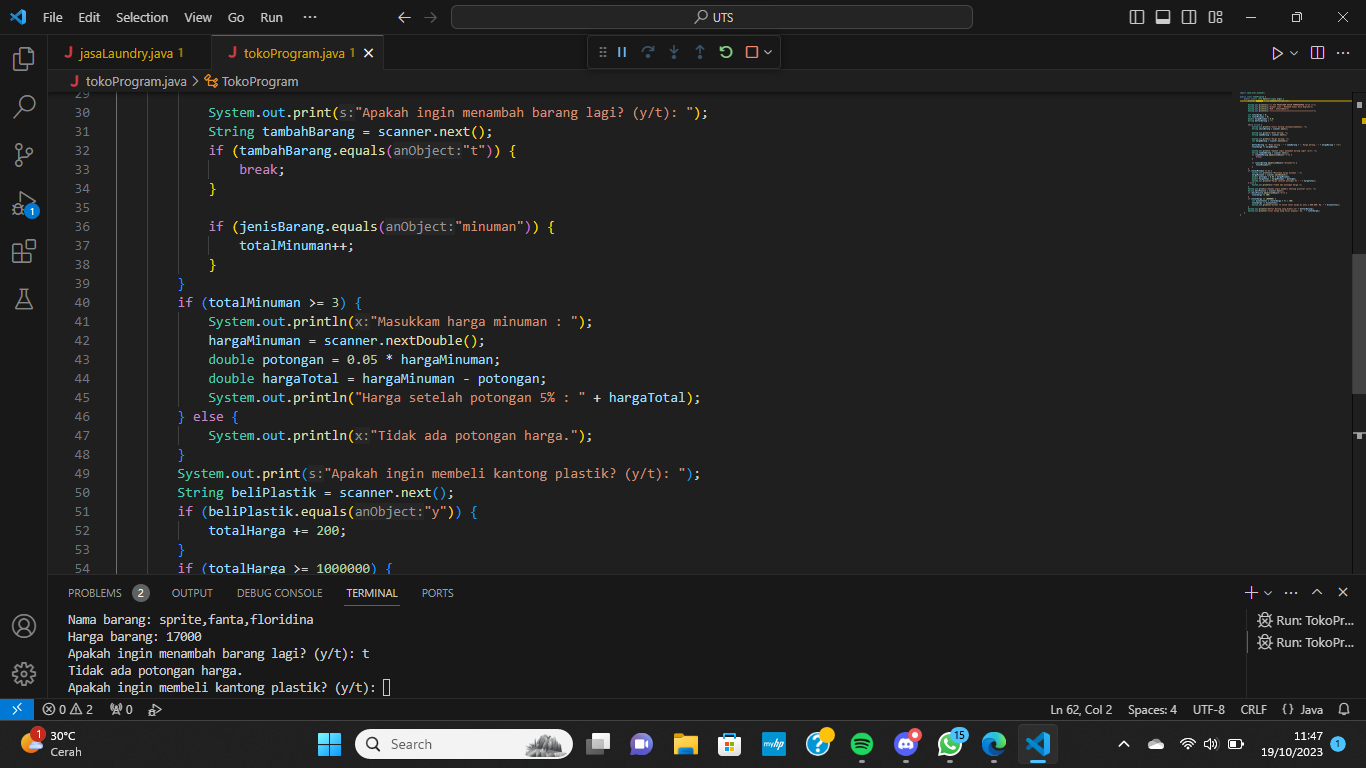 File Edit Selection View Go Run ··· UTS
jasaLaundry.java 1 tokoProgram.java 1
tokoProgram.java > TokoProgram
29
30 System.out.print(s:"Apakah ingin menambah barang lagi? (y/t): ");
31 String tambahBarang = scanner.next();
32 if (tambahBarang.equals(anObject:"t")) {
33 break;
34 }
35
36 if (jenisBarang.equals(anObject:"minuman")) {
37 totalMinuman++;
38 }
39 }
40 if (totalMinuman >= 3) {
41 System.out.println(x:"Masukkam harga minuman : ");
42 hargaMinuman = scanner.nextDouble();
43 double potongan = 0.05 * hargaMinuman;
44 double hargaTotal = hargaMinuman - potongan;
45 System.out.println("Harga setelah potongan 5% : " + hargaTotal);
46 } else {
47 System.out.println(x:"Tidak ada potongan harga.");
48 }
49 System.out.print(s:"Apakah ingin membeli kantong plastik? (y/t): ");
50 String beliPlastik = scanner.next();
51 if (beliPlastik.equals(anObject:"y")) {
52 totalHarga += 200;
53 }
54 if (totalHarga >= 1000000) {
PROBLEMS 2 OUTPUT DEBUG CONSOLE TERMINAL PORTS
Nama barang: sprite,fanta,floridina
Harga barang: 17000
Apakah ingin menambah barang lagi? (y/t): t
Tidak ada potongan harga.
Apakah ingin membeli kantong plastik? (y/t):
Run: TokoPr...
Run: TokoPr...
1
0 2 0 Ln 62, Col 2 Spaces: 4 UTF-8 CRLF {} Java
1 30°C
Cerah
Search
myhp
15
11:47
19/10/2023
1